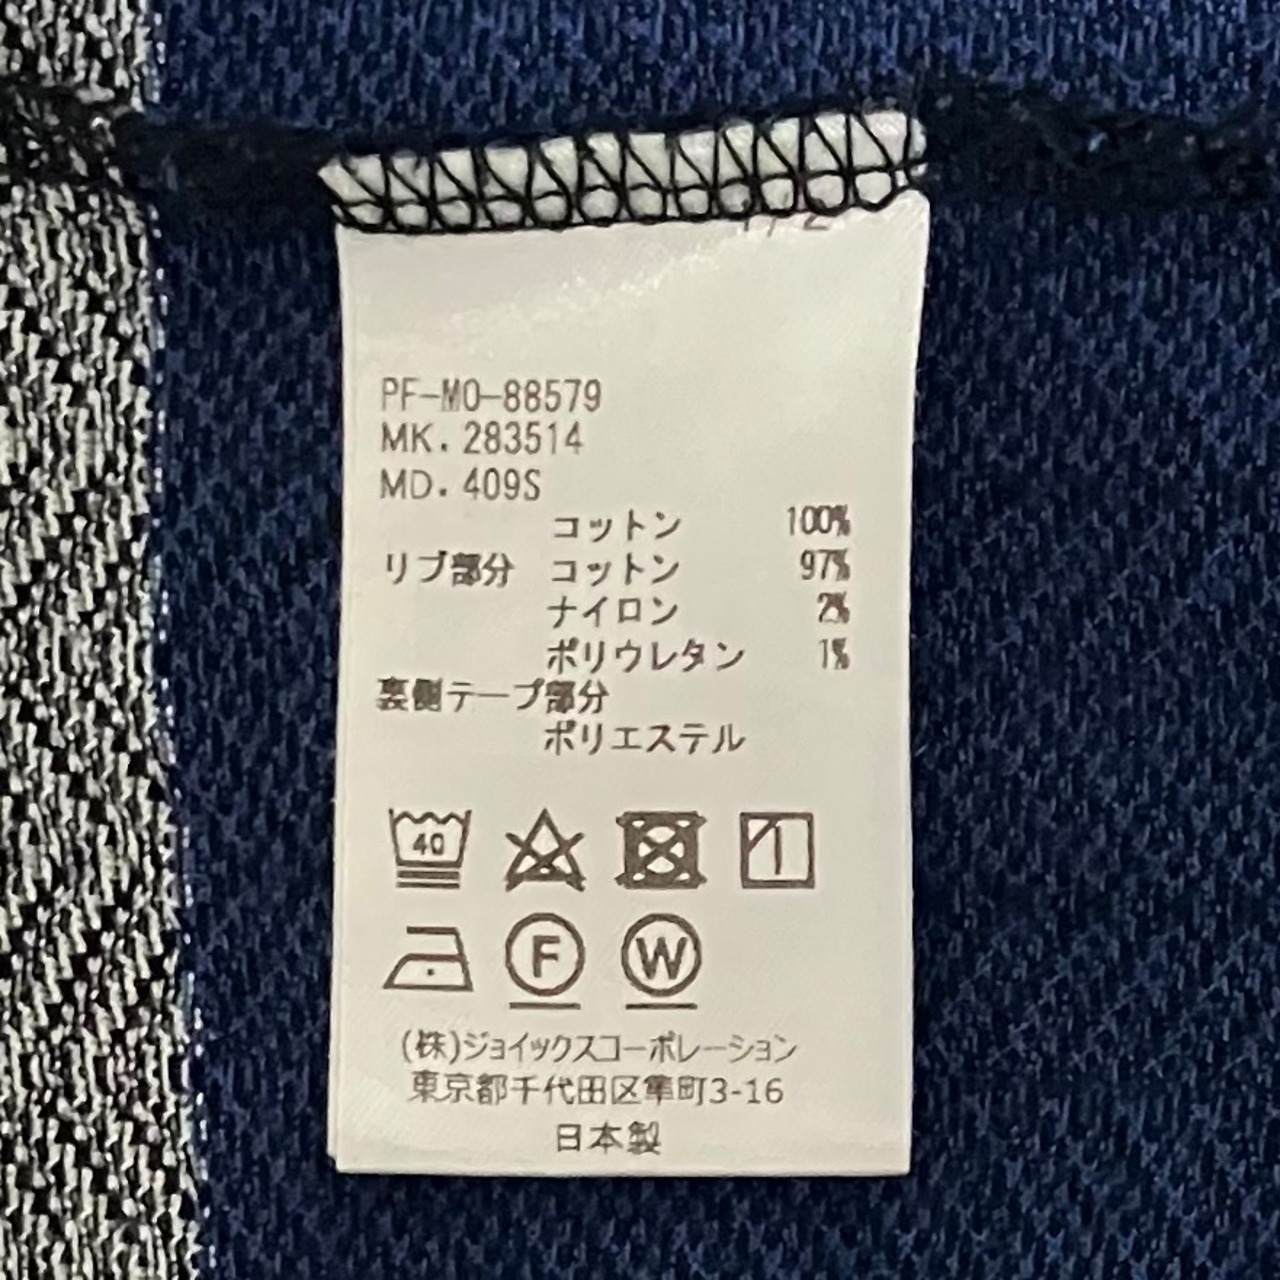 PF-MO-88579
MK. 283514
MD. 409S
コットン 100%
リブ部分 コットン 97%
ナイロン 2%
ポリウレタン 1%
裏側テープ部分
ポリエステル
40
F W
(株)ジョイックスコーポレーション
東京都千代田区隼町3-16
日本製